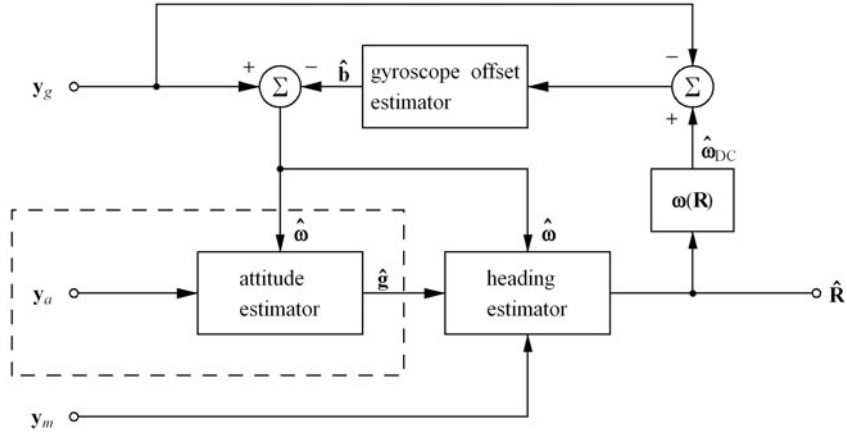 − 
y_g + Σ − b̂ gyroscope offset estimator Σ
+
ω̂_DC
ω(R)
ω̂ ω̂
y_a attitude estimator ĝ heading estimator R̂
y_m